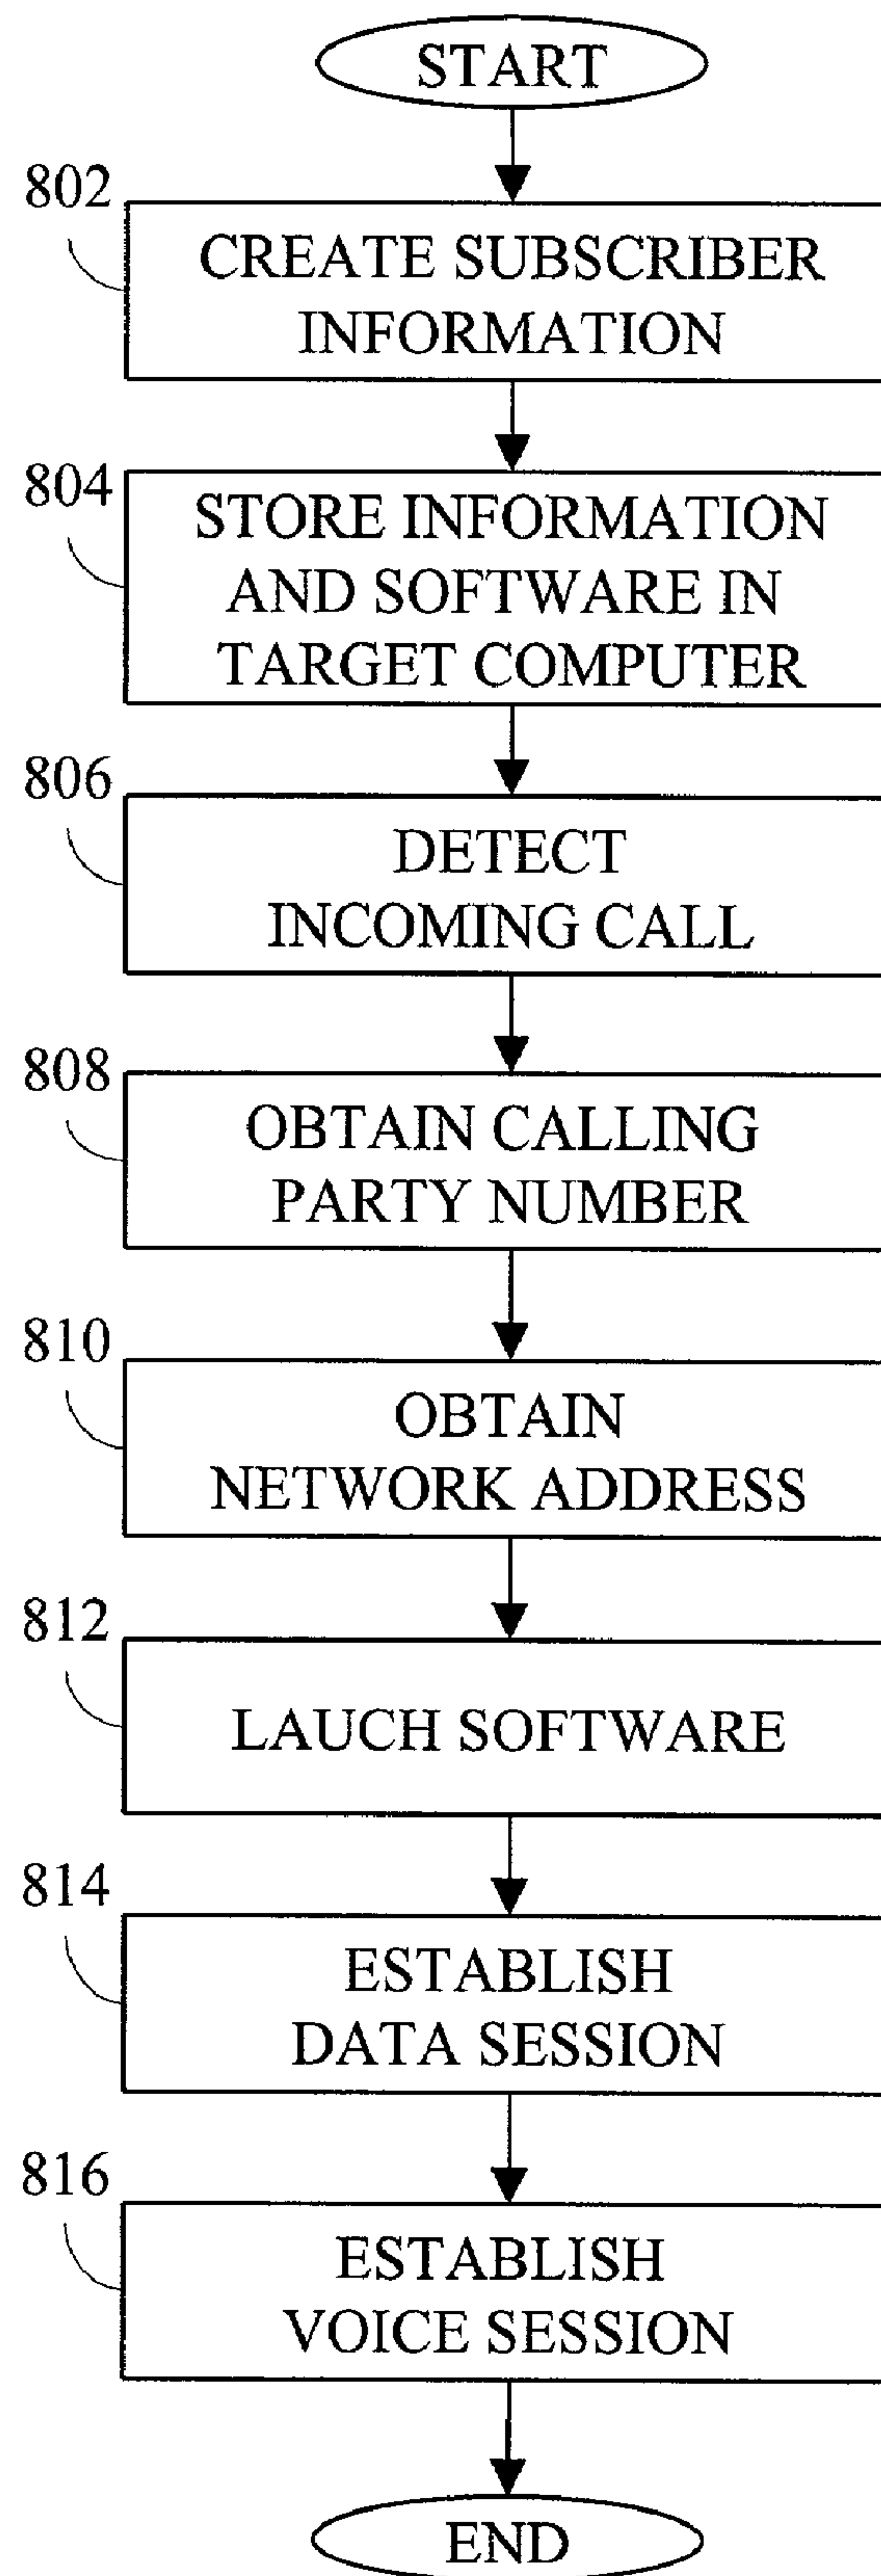 START
802
CREATE SUBSCRIBER
INFORMATION
804
STORE INFORMATION
AND SOFTWARE IN
TARGET COMPUTER
806
DETECT
INCOMING CALL
808
OBTAIN CALLING
PARTY NUMBER
810
OBTAIN
NETWORK ADDRESS
812
LAUCH SOFTWARE
814
ESTABLISH
DATA SESSION
816
ESTABLISH
VOICE SESSION
END